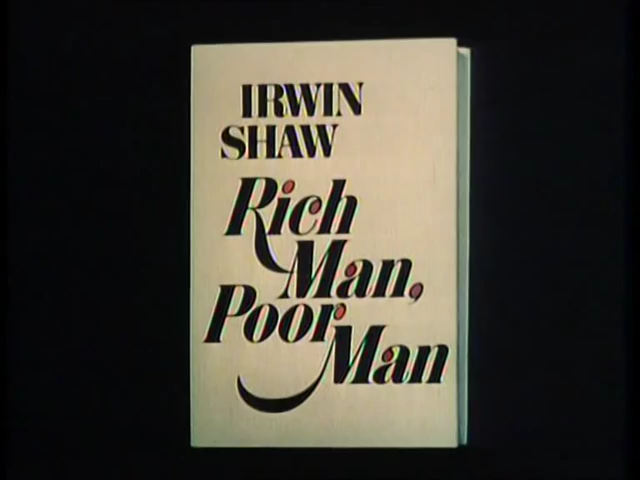 IRWIN
SHAW
Rich
Man,
Poor
Man